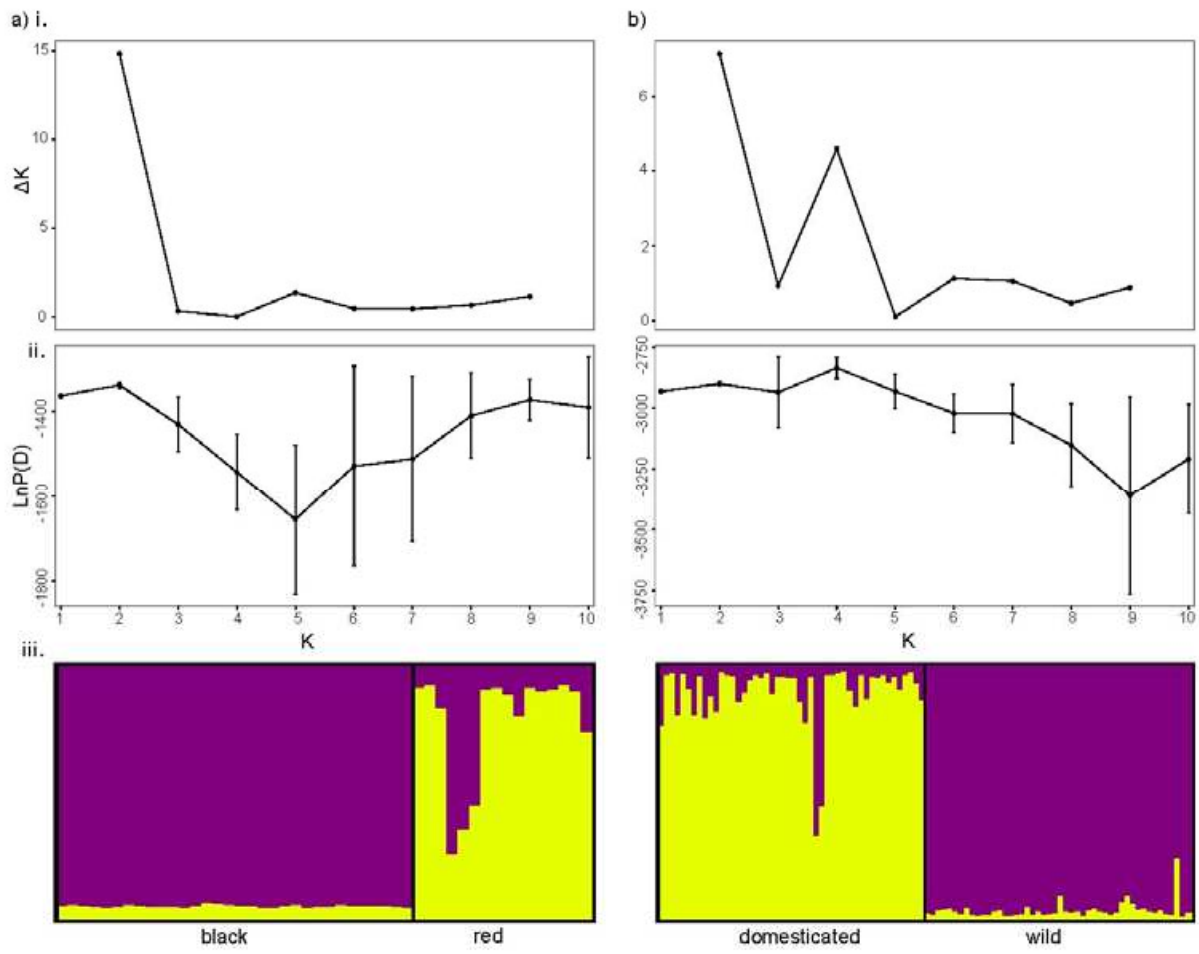 a) i.
b)
15
10
5
0
ΔK
6
4
2
0
ii.
-1400
-1600
-1800
LnP(D)
1 2 3 4 5 6 7 8 9 10
K
-2750
-3000
-3250
-3500
-3750
1 2 3 4 5 6 7 8 9 10
K
iii.
black red
domesticated wild